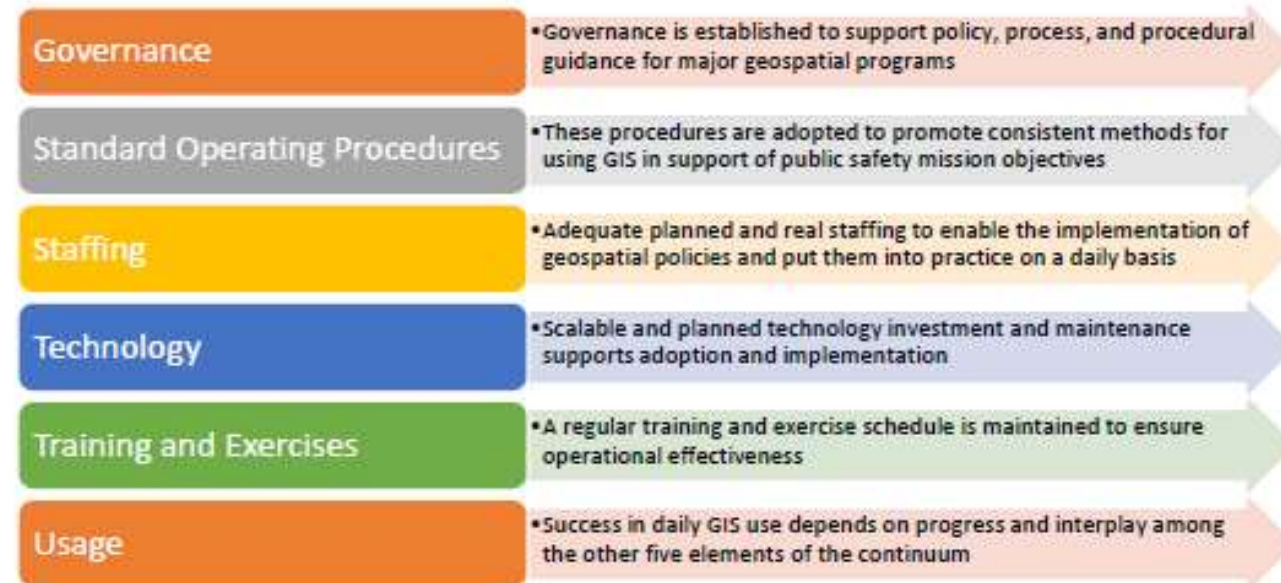 Governance
•Governance is established to support policy, process, and procedural
guidance for major geospatial programs
Standard Operating Procedures
•These procedures are adopted to promote consistent methods for
using GIS in support of public safety mission objectives
Staffing
•Adequate planned and real staffing to enable the implementation of
geospatial policies and put them into practice on a daily basis
Technology
•Scalable and planned technology investment and maintenance
supports adoption and implementation
Training and Exercises
•A regular training and exercise schedule is maintained to ensure
operational effectiveness
Usage
•Success in daily GIS use depends on progress and interplay among
the other five elements of the continuum